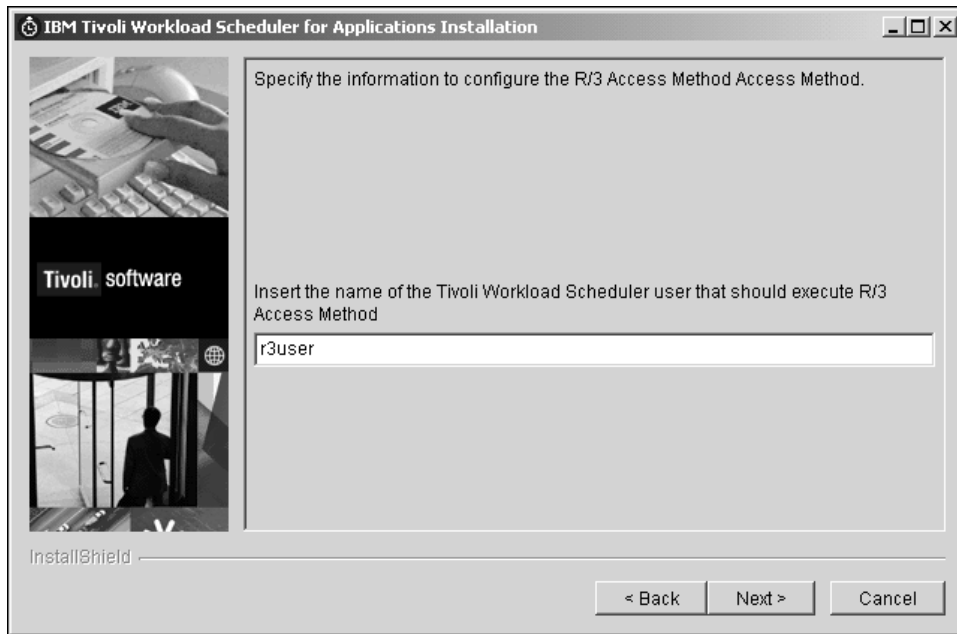 IBM Tivoli Workload Scheduler for Applications Installation
Specify the information to configure the R/3 Access Method Access Method.
Tivoli. software
Insert the name of the Tivoli Workload Scheduler user that should execute R/3
Access Method
r3user
InstallShield
< Back
Next >
Cancel